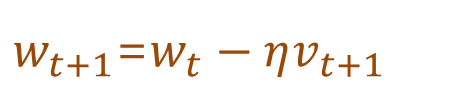 w_{t+1}=w_t − ηv_{t+1}